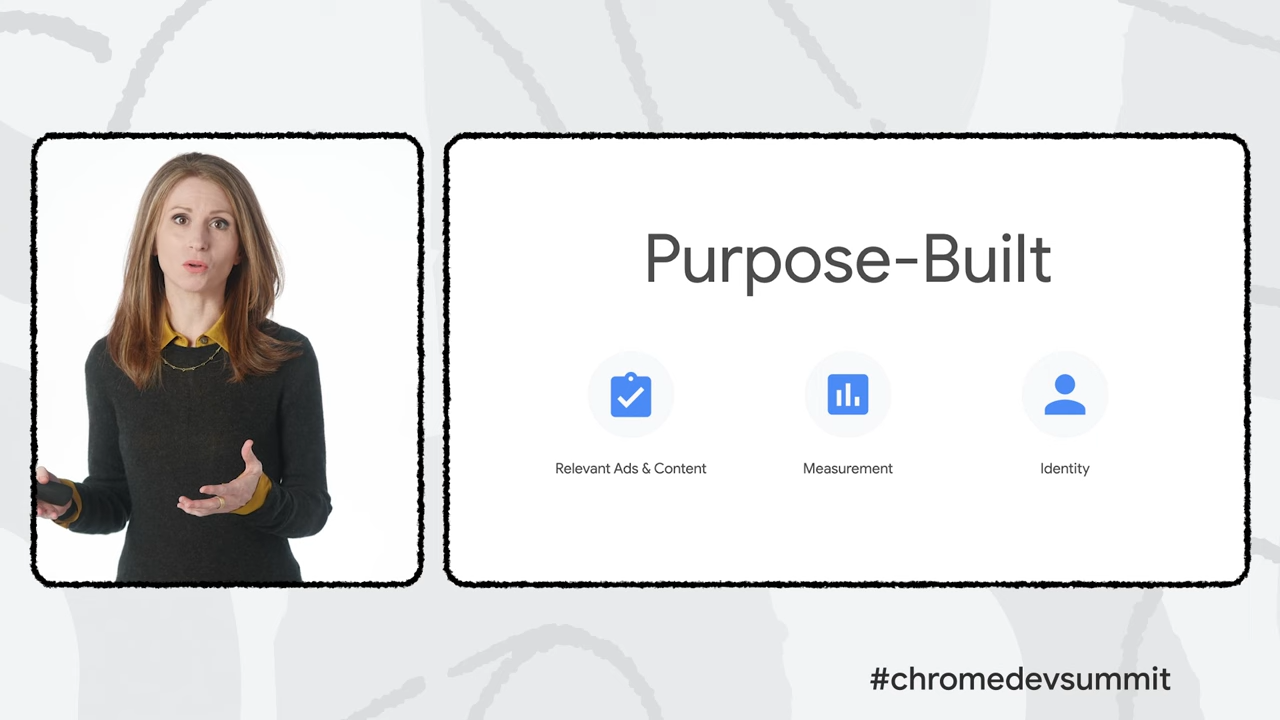 Purpose-Built
Relevant Ads & Content
Measurement
Identity
#chromedevsummit